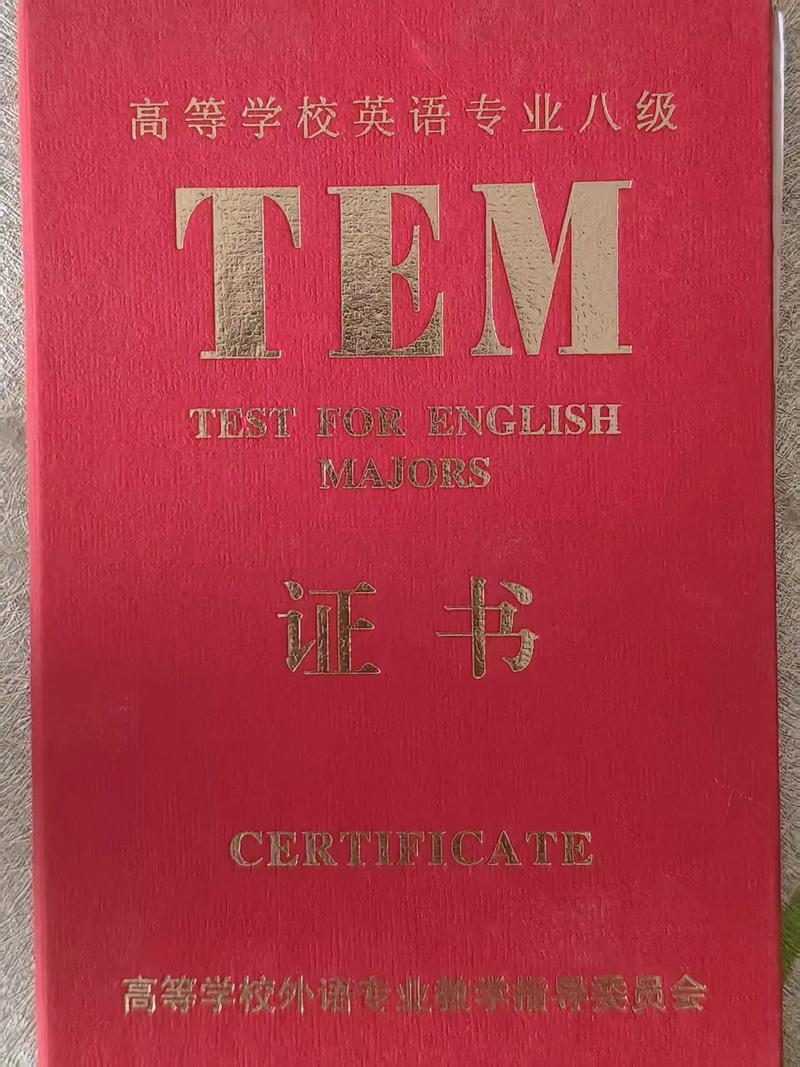 高等学校英语专业八级
TEM
TEST FOR ENGLISH
MAJORS
证书
CERTIFICATE
高等学校外语专业教学指导委员会